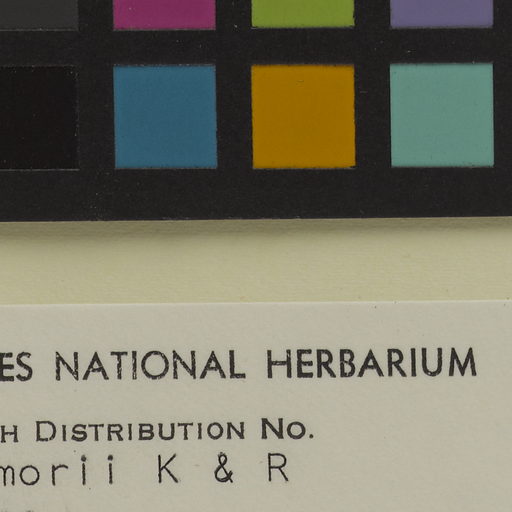 ES NATIONAL HERBARIUM
H DISTRIBUTION NO.
morii K & R